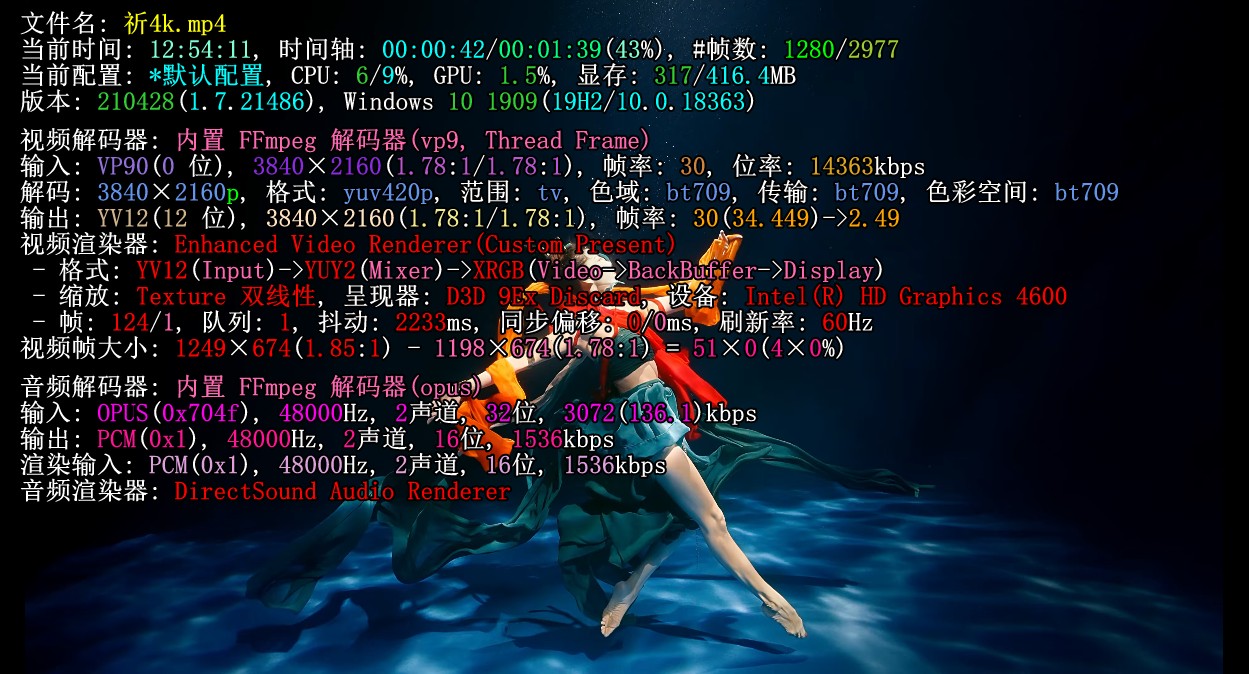 文件名: 祈4k.mp4
当前时间: 12:54:11, 时间轴: 00:00:42/00:01:39(43%), #帧数: 1280/2977
当前配置: *默认配置, CPU: 6/9%, GPU: 1.5%, 显存: 317/416.4MB
版本: 210428(1.7.21486), Windows 10 1909(19H2/10.0.18363)
视频解码器: 内置 FFmpeg 解码器(vp9, Thread Frame)
输入: VP90(0 位), 3840×2160(1.78:1/1.78:1), 帧率: 30, 位率: 14363kbps
解码: 3840×2160p, 格式: yuv420p, 范围: tv, 色域: bt709, 传输: bt709, 色彩空间: bt709
输出: YV12(12 位), 3840×2160(1.78:1/1.78:1), 帧率: 30(34.449)->2.49
视频渲染器: Enhanced Video Renderer(Custom Present)
- 格式: YV12(Input)->YUY2(Mixer)->XRGB(Video->BackBuffer->Display)
- 缩放: Texture 双线性, 呈现器: D3D 9Ex Discard, 设备: Intel(R) HD Graphics 4600
- 帧: 124/1, 队列: 1, 抖动: 2233ms, 同步偏移: 0/0ms, 刷新率: 60Hz
视频帧大小: 1249×674(1.85:1) - 1198×674(1.78:1) = 51×0(4×0%)
音频解码器: 内置 FFmpeg 解码器(opus)
输入: OPUS(0x704f), 48000Hz, 2声道, 32位, 3072(136.1)kbps
输出: PCM(0x1), 48000Hz, 2声道, 16位, 1536kbps
渲染输入: PCM(0x1), 48000Hz, 2声道, 16位, 1536kbps
音频渲染器: DirectSound Audio Renderer